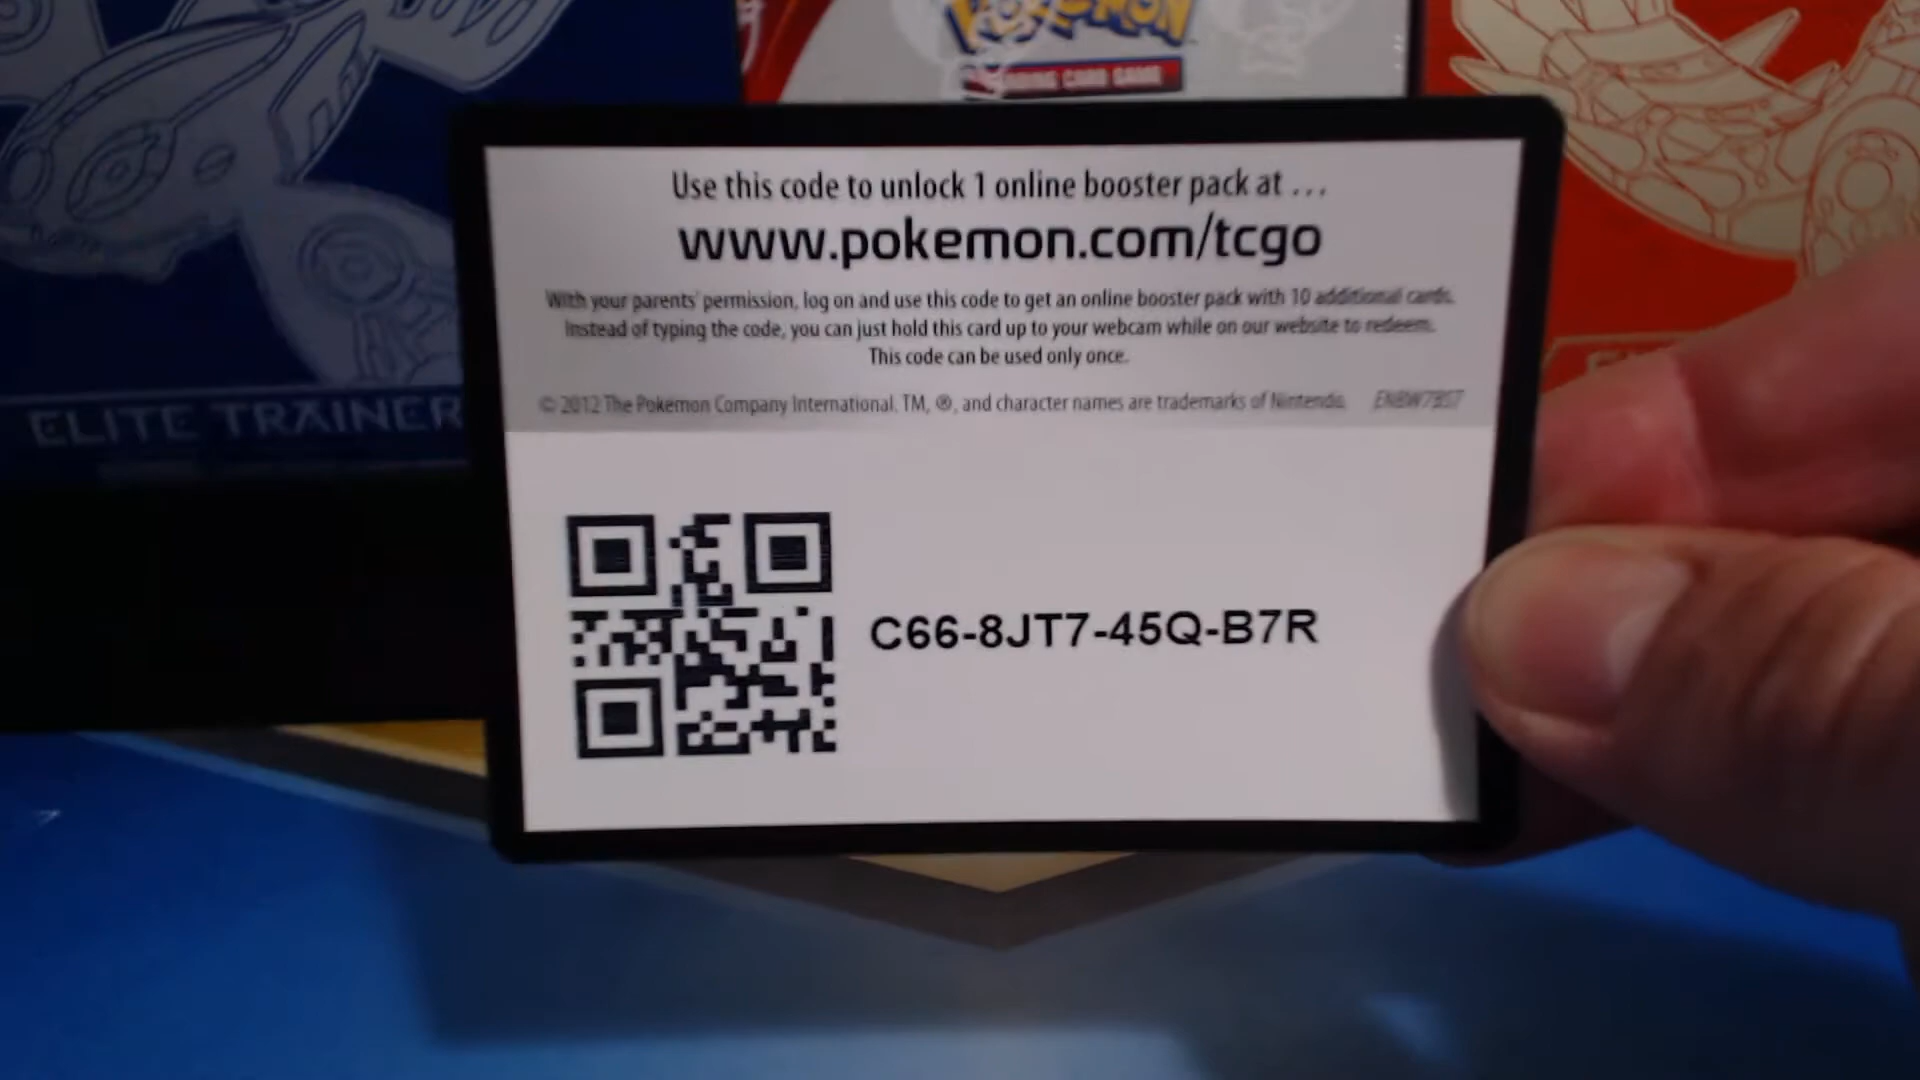 POKéMON
TRADING CARD GAME
ELITE TRAINER
Use this code to unlock 1 online booster pack at ...
www.pokemon.com/tcgo
With your parents' permission, log on and use this code to get an online booster pack with 10 additional cards.
Instead of typing the code, you can just hold this card up to your webcam while on our website to redeem.
This code can be used only once.
© 2012 The Pokémon Company International. TM, ®, and character names are trademarks of Nintendo.
C66-8JT7-45Q-B7R